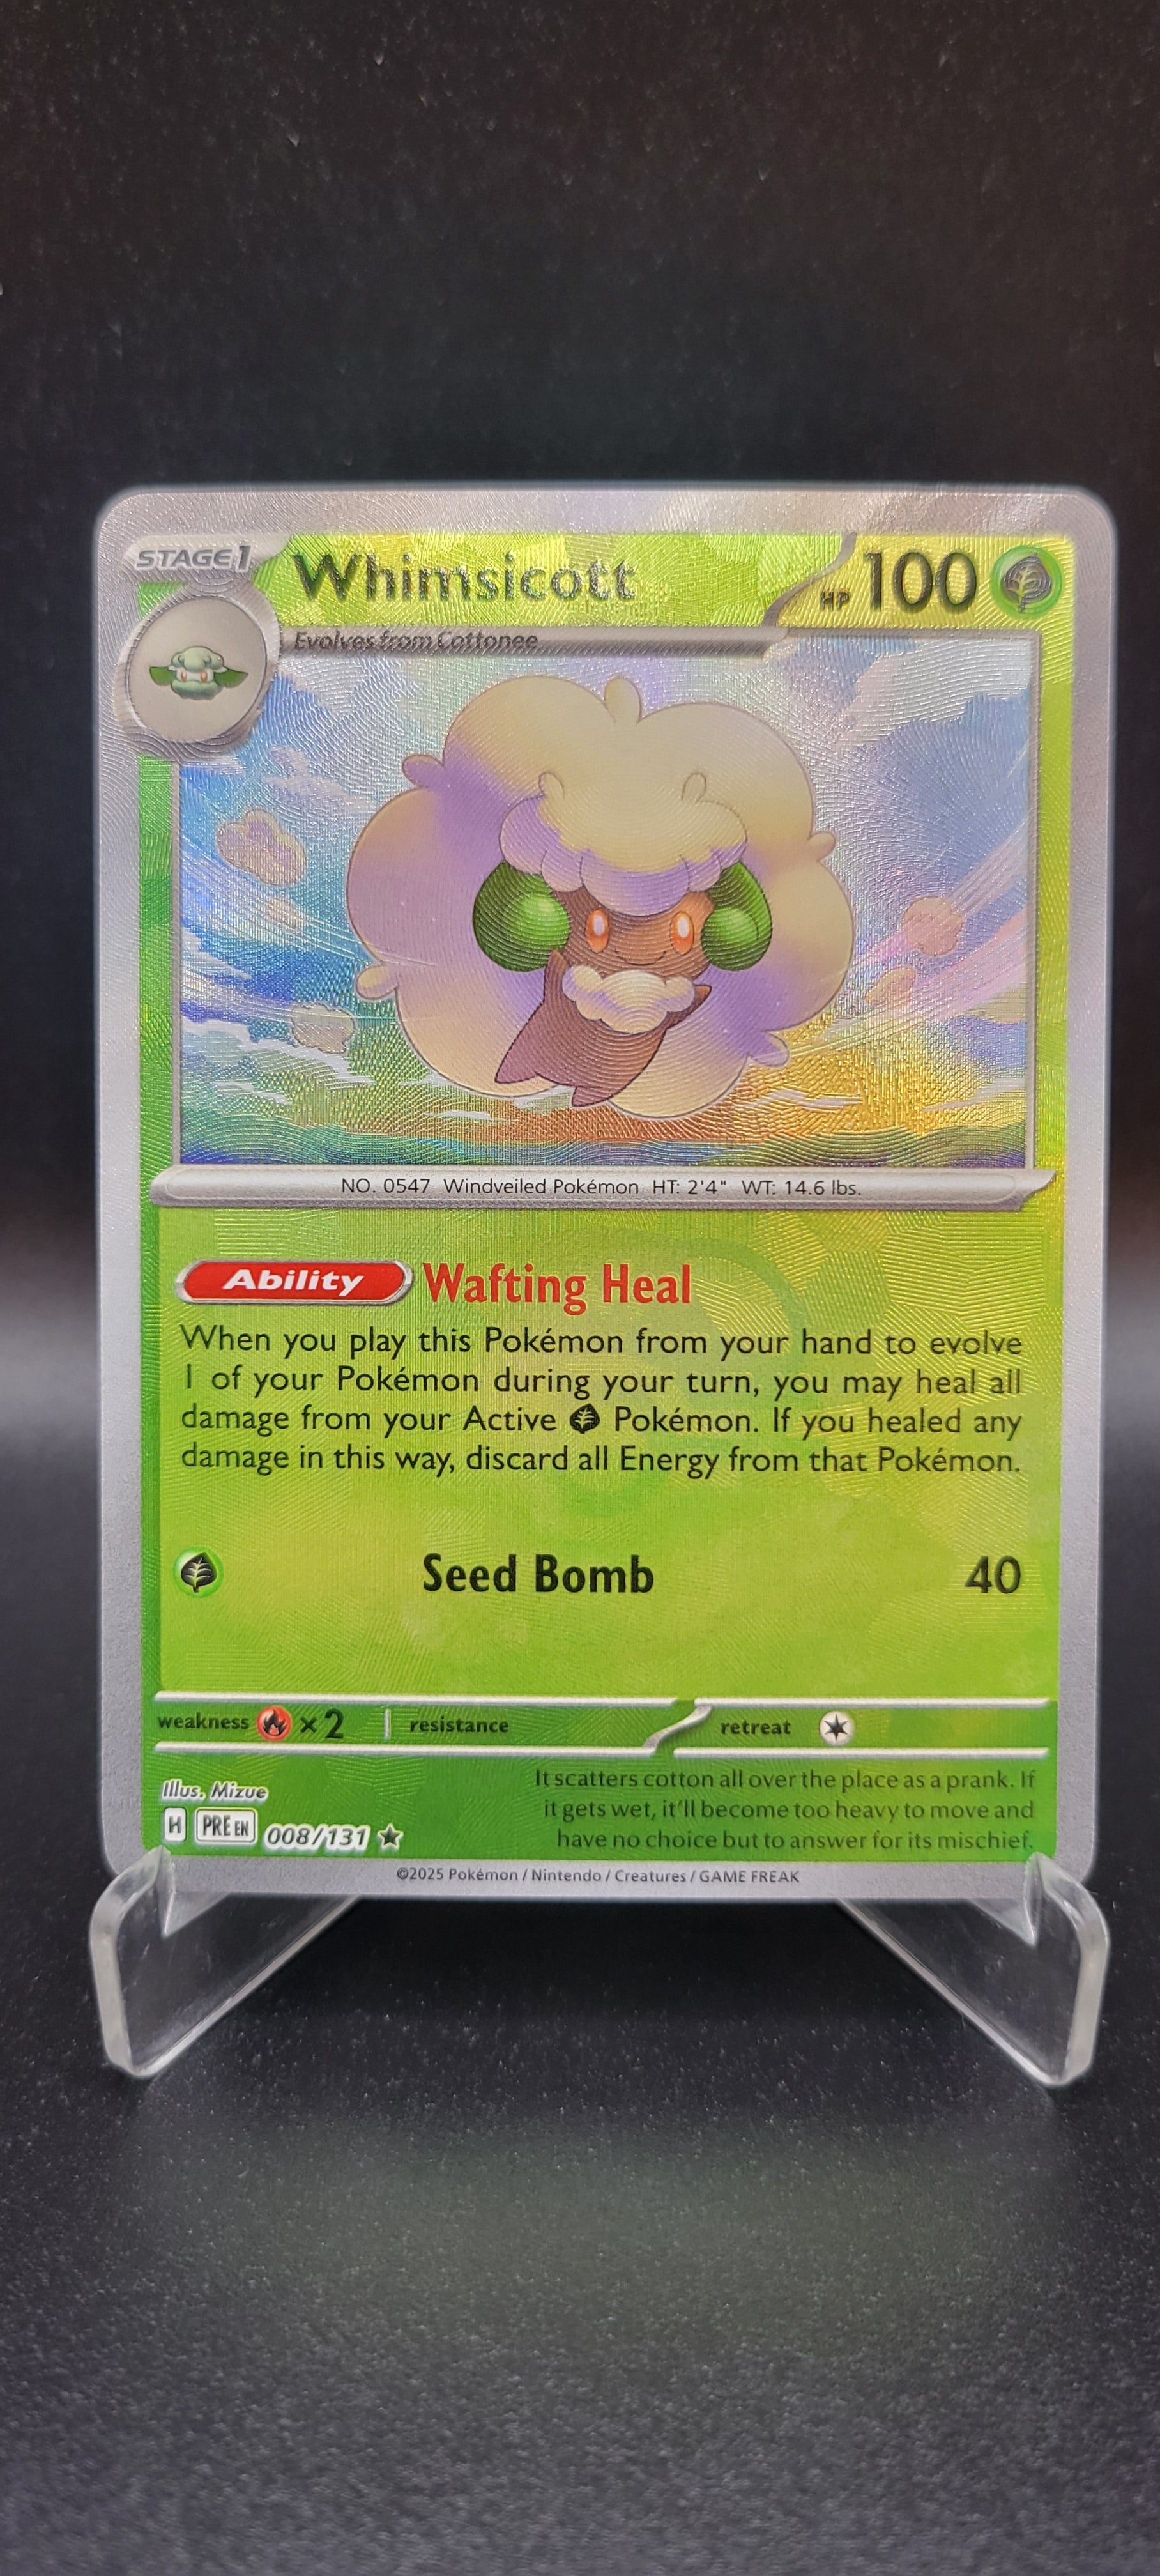 STAGE1
Whimsicott
HP 100
Evolves from Cottonee
NO. 0547 Windveiled Pokémon HT: 2'4" WT: 14.6 lbs.
Ability Wafting Heal
When you play this Pokémon from your hand to evolve
1 of your Pokémon during your turn, you may heal all
damage from your Active Pokémon. If you healed any
damage in this way, discard all Energy from that Pokémon.
Seed Bomb 40
weakness ×2 resistance retreat
Illus. Mizue
H PRE EN 008/131 ★
It scatters cotton all over the place as a prank. If
it gets wet, it'll become too heavy to move and
have no choice but to answer for its mischief.
©2025 Pokémon / Nintendo / Creatures / GAME FREAK